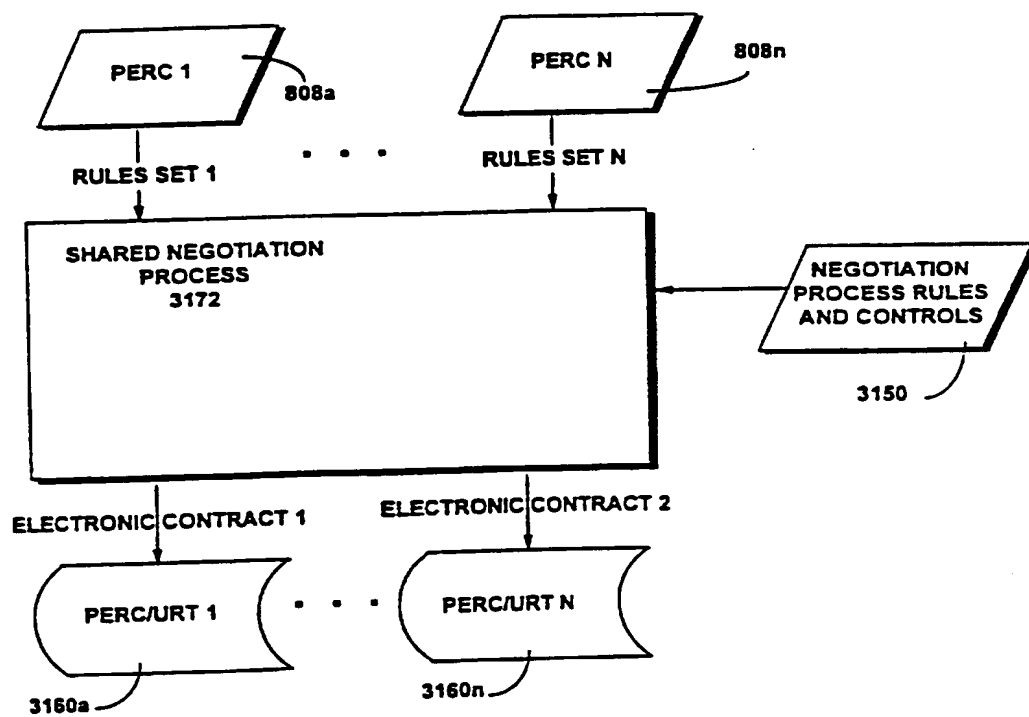 PERC 1
808a
PERC N
808n
RULES SET 1
RULES SET N
SHARED NEGOTIATION
PROCESS
3172
NEGOTIATION
PROCESS RULES
AND CONTROLS
3150
ELECTRONIC CONTRACT 1
ELECTRONIC CONTRACT 2
PERC/URT 1
PERC/URT N
3160a
3160n